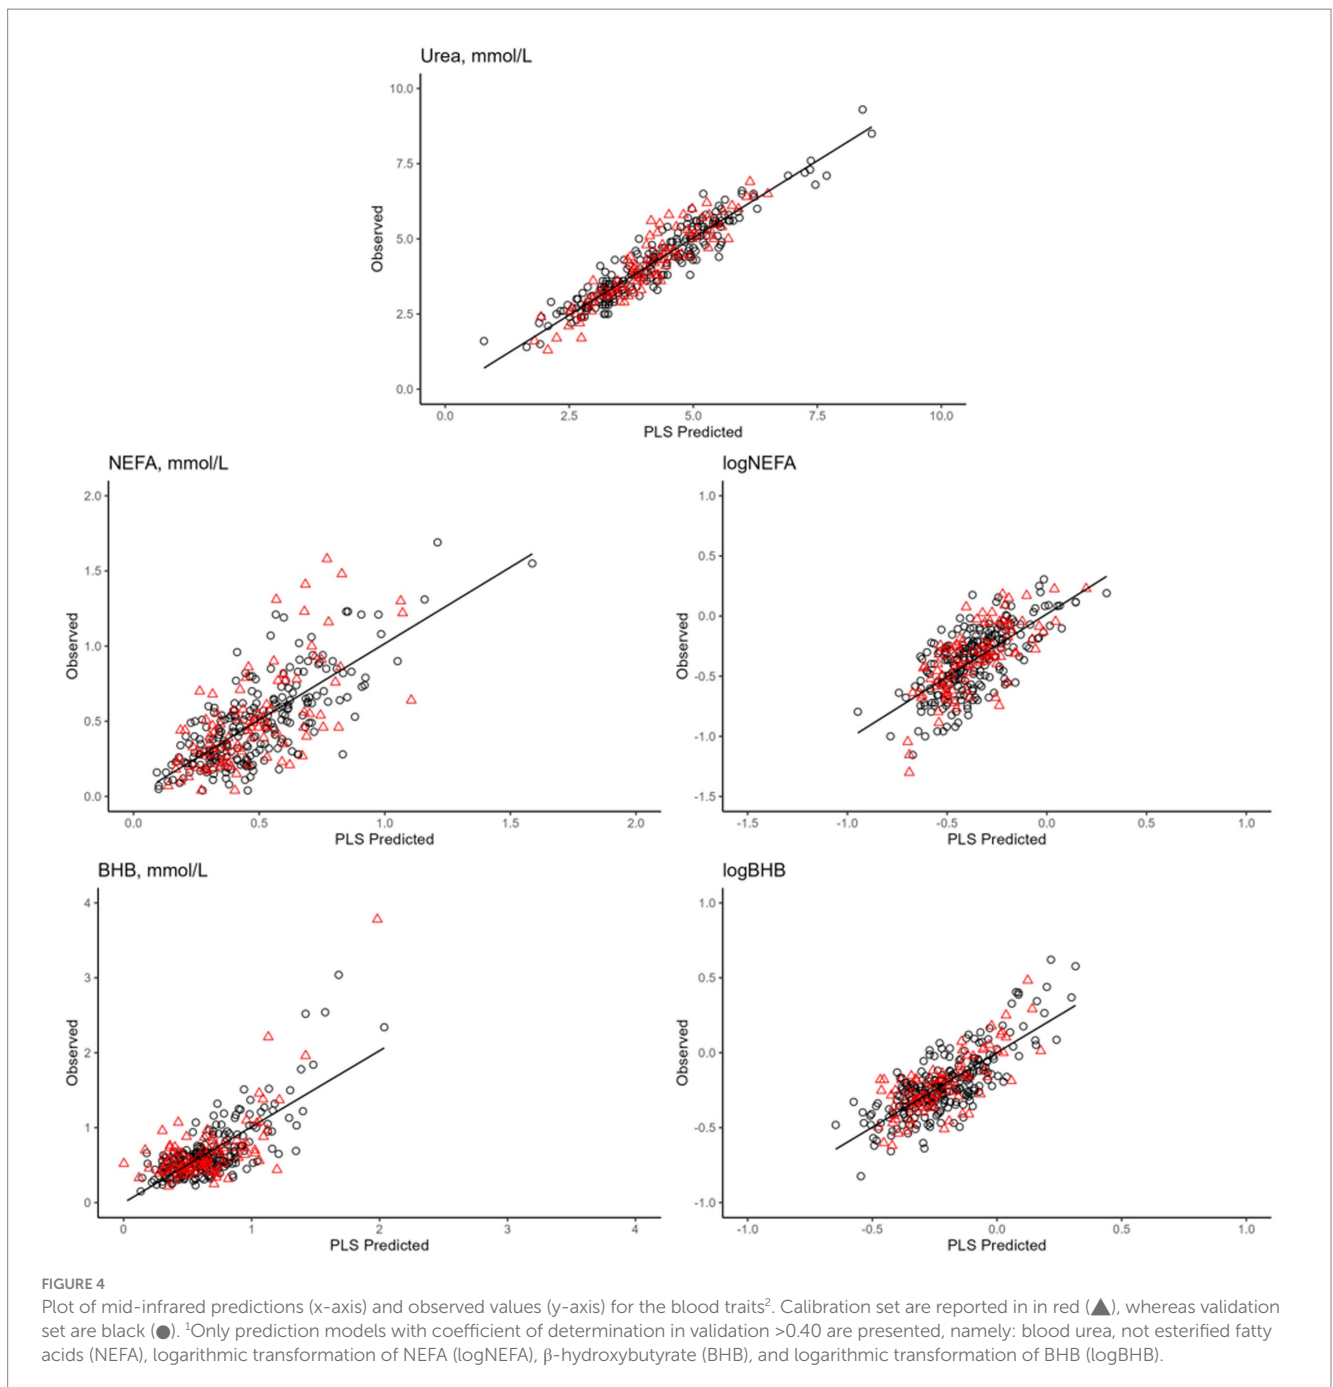 Urea, mmol/L
10.0
7.5
5.0
2.5
0.0
Observed
0.0 2.5 5.0 7.5 10.0
PLS Predicted
NEFA, mmol/L
2.0
1.5
1.0
0.5
0.0
Observed
0.0 0.5 1.0 1.5 2.0
PLS Predicted
logNEFA
1.0
0.5
0.0
-0.5
-1.0
-1.5
Observed
-1.5 -1.0 -0.5 0.0 0.5 1.0
PLS Predicted
BHB, mmol/L
4
3
2
1
0
Observed
0 1 2 3 4
PLS Predicted
logBHB
1.0
0.5
0.0
-0.5
-1.0
Observed
-1.0 -0.5 0.0 0.5 1.0
PLS Predicted
FIGURE 4
Plot of mid-infrared predictions (x-axis) and observed values (y-axis) for the blood traits². Calibration set are reported in in red (▲), whereas validation
set are black (●). ¹Only prediction models with coefficient of determination in validation >0.40 are presented, namely: blood urea, not esterified fatty
acids (NEFA), logarithmic transformation of NEFA (logNEFA), β-hydroxybutyrate (BHB), and logarithmic transformation of BHB (logBHB).